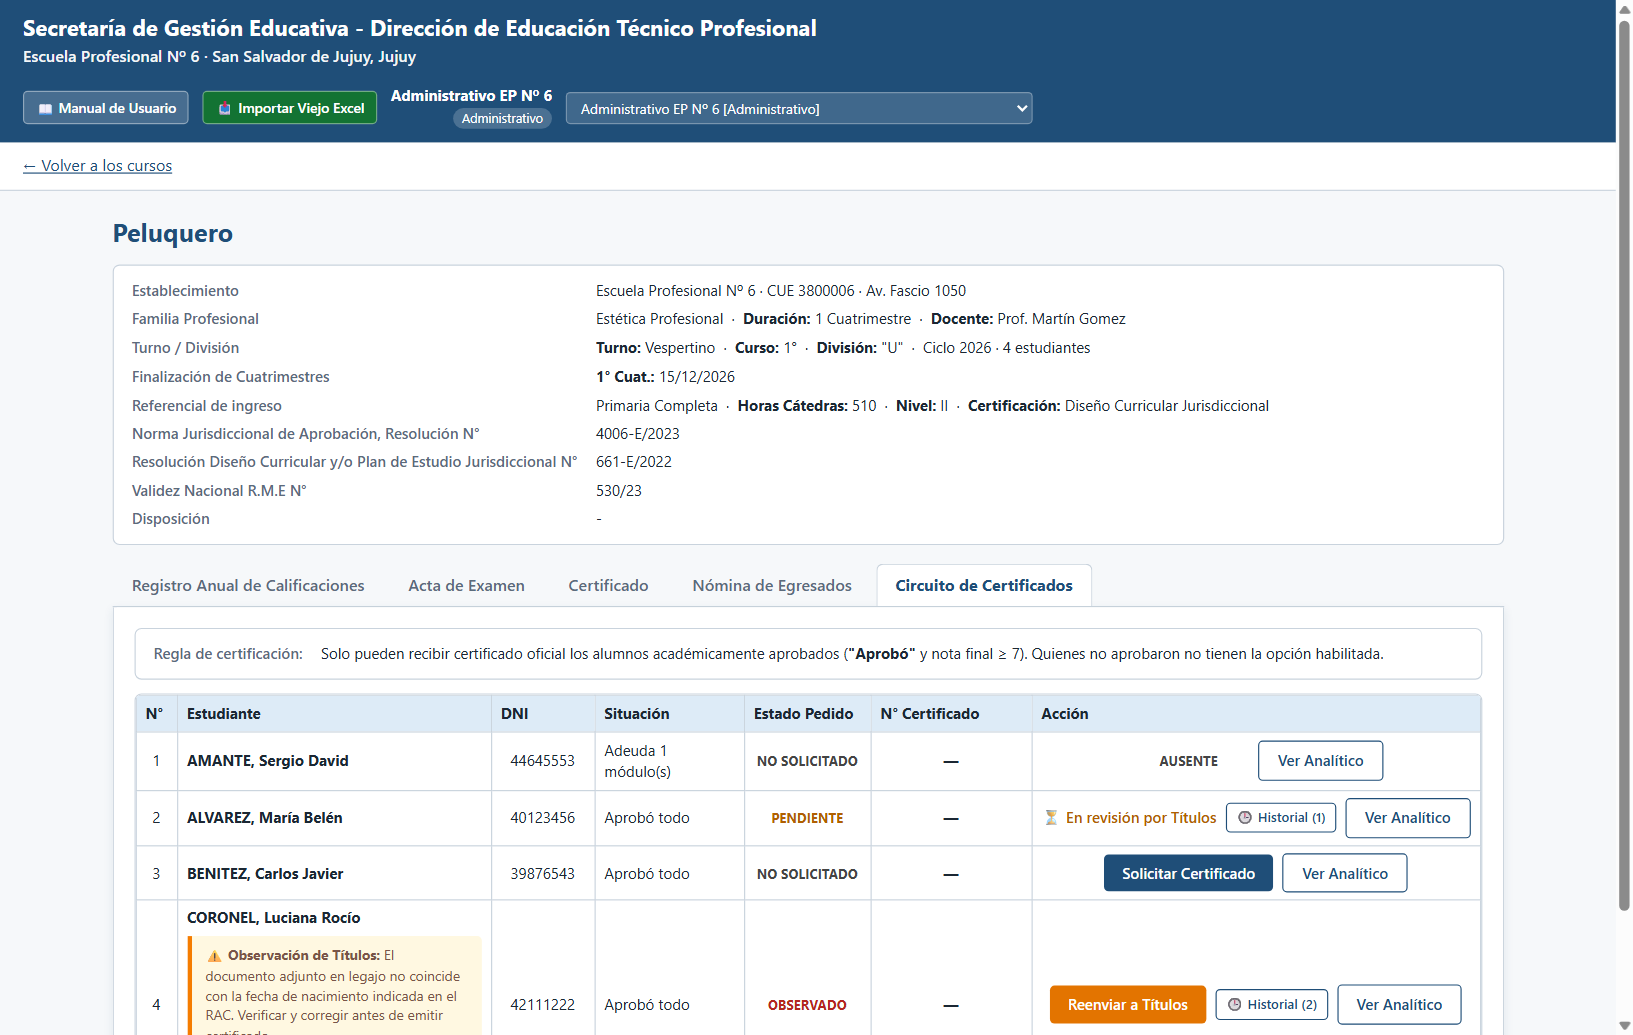 Secretaría de Gestión Educativa - Dirección de Educación Técnico Profesional
Escuela Profesional Nº 6 · San Salvador de Jujuy, Jujuy
Manual de Usuario
Importar Viejo Excel
Administrativo EP Nº 6
Administrativo
Administrativo EP Nº 6 [Administrativo]
← Volver a los cursos
Peluquero
Establecimiento Escuela Profesional Nº 6 · CUE 3800006 · Av. Fascio 1050
Familia Profesional Estética Profesional · Duración: 1 Cuatrimestre · Docente: Prof. Martín Gomez
Turno / División Turno: Vespertino · Curso: 1° · División: "U" · Ciclo 2026 · 4 estudiantes
Finalización de Cuatrimestres 1° Cuat.: 15/12/2026
Referencial de ingreso Primaria Completa · Horas Cátedras: 510 · Nivel: II · Certificación: Diseño Curricular Jurisdiccional
Norma Jurisdiccional de Aprobación, Resolución N° 4006-E/2023
Resolución Diseño Curricular y/o Plan de Estudio Jurisdiccional N° 661-E/2022
Validez Nacional R.M.E N° 530/23
Disposición -
Registro Anual de Calificaciones Acta de Examen Certificado Nómina de Egresados Circuito de Certificados
Regla de certificación: Solo pueden recibir certificado oficial los alumnos académicamente aprobados ("Aprobó" y nota final ≥ 7). Quienes no aprobaron no tienen la opción habilitada.
N° Estudiante DNI Situación Estado Pedido N° Certificado Acción
1 AMANTE, Sergio David 44645553 Adeuda 1 módulo(s) NO SOLICITADO — AUSENTE Ver Analítico
2 ALVAREZ, María Belén 40123456 Aprobó todo PENDIENTE — En revisión por Títulos Historial (1) Ver Analítico
3 BENITEZ, Carlos Javier 39876543 Aprobó todo NO SOLICITADO — Solicitar Certificado Ver Analítico
CORONEL, Luciana Rocío
Observación de Títulos: El
documento adjunto en legajo no coincide
con la fecha de nacimiento indicada en el
RAC. Verificar y corregir antes de emitir
4 42111222 Aprobó todo OBSERVADO — Reenviar a Títulos Historial (2) Ver Analítico